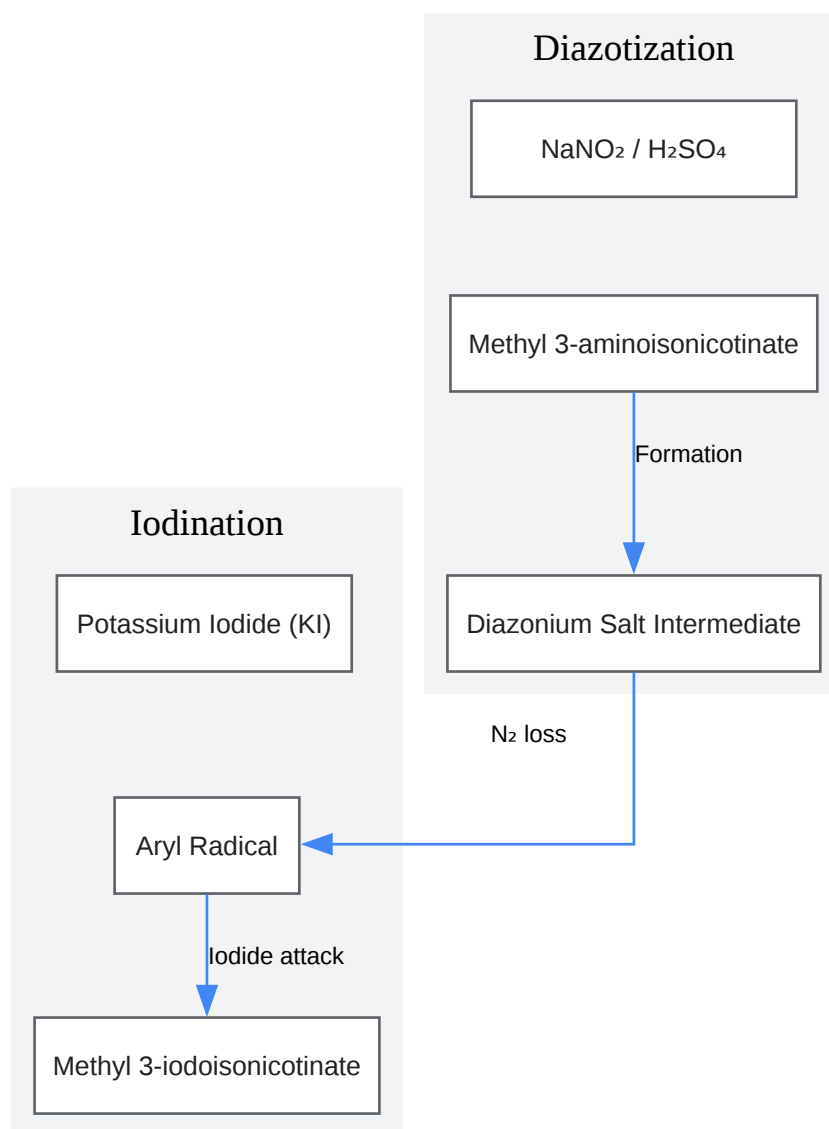 Diazotization
NaNO₂ / H₂SO₄
Methyl 3-aminoisonicotinate
Formation
Iodination
Potassium Iodide (KI)
Diazonium Salt Intermediate
N₂ loss
Aryl Radical
Iodide attack
Methyl 3-iodoisonicotinate